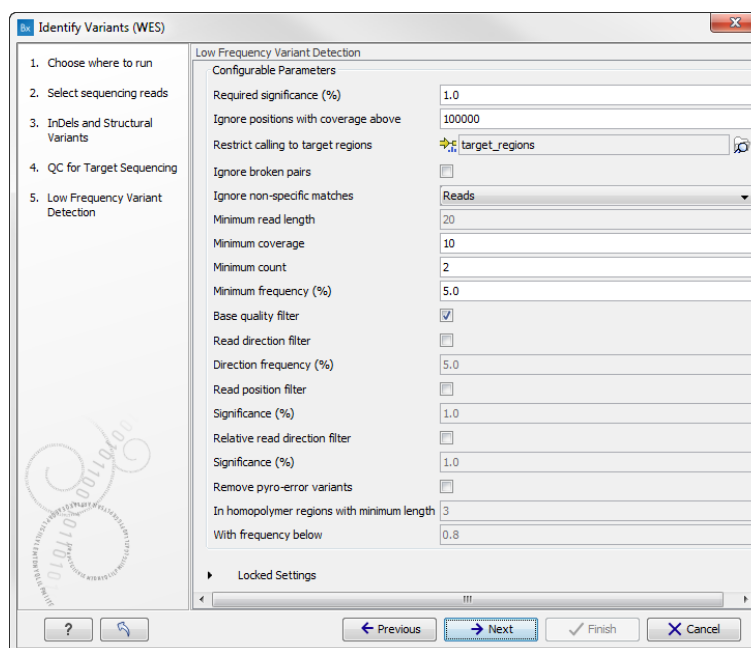 Bx Identify Variants (WES)
X
1. Choose where to run
2. Select sequencing reads
3. InDels and Structural
Variants
4. QC for Target Sequencing
5. Low Frequency Variant
Detection
Low Frequency Variant Detection
Configurable Parameters
Required significance (%) 1.0
Ignore positions with coverage above 100000
Restrict calling to target regions target_regions
Ignore broken pairs
Ignore non-specific matches Reads
Minimum read length 20
Minimum coverage 10
Minimum count 2
Minimum frequency (%) 5.0
Base quality filter
Read direction filter
Direction frequency (%) 5.0
Read position filter
Significance (%) 1.0
Relative read direction filter
Significance (%) 1.0
Remove pyro-error variants
In homopolymer regions with minimum length 3
With frequency below 0.8
Locked Settings
? Previous Next Finish Cancel